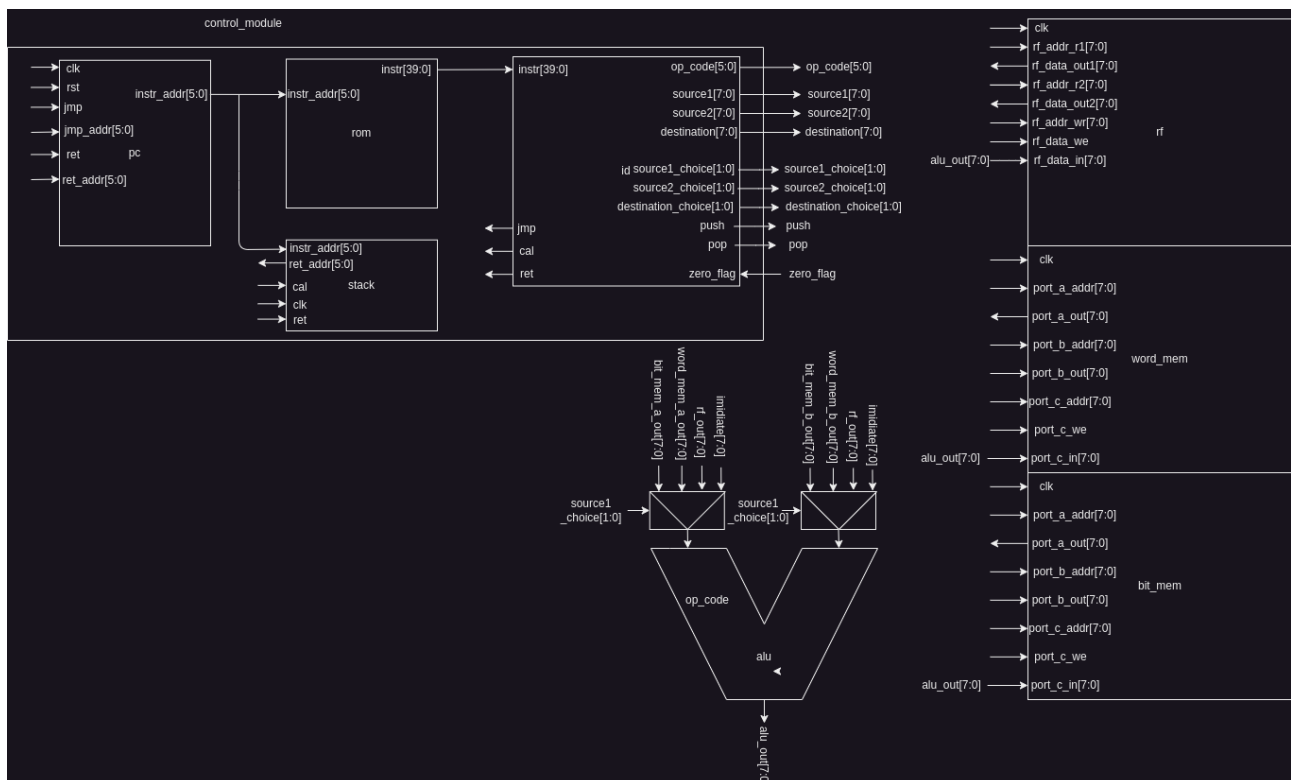 control_module
clk
rst
jmp
jmp_addr[5:0]
pc
ret
ret_addr[5:0]
instr_addr[5:0]
instr[39:0]
instr_addr[5:0]
rom
instr_addr[5:0]
ret_addr[5:0]
cal
stack
clk
ret
instr[39:0]
op_code[5:0]
source1[7:0]
source2[7:0]
destination[7:0]
id
source1_choice[1:0]
source2_choice[1:0]
destination_choice[1:0]
push
pop
zero_flag
jmp
cal
ret
op_code[5:0]
source1[7:0]
source2[7:0]
destination[7:0]
source1_choice[1:0]
source2_choice[1:0]
destination_choice[1:0]
push
pop
zero_flag
clk
rf_addr_r1[7:0]
rf_data_out1[7:0]
rf_addr_r2[7:0]
rf_data_out2[7:0]
rf_addr_wr[7:0]
rf_data_we
alu_out[7:0]
rf_data_in[7:0]
rf
clk
port_a_addr[7:0]
port_a_out[7:0]
port_b_addr[7:0]
port_b_out[7:0]
port_c_addr[7:0]
port_c_we
alu_out[7:0]
port_c_in[7:0]
word_mem
clk
port_a_addr[7:0]
port_a_out[7:0]
port_b_addr[7:0]
port_b_out[7:0]
port_c_addr[7:0]
port_c_we
alu_out[7:0]
port_c_in[7:0]
bit_mem
bit_mem_a_out[7:0]
word_mem_a_out[7:0]
rf_out[7:0]
imidiate[7:0]
bit_mem_b_out[7:0]
word_mem_b_out[7:0]
rf_out[7:0]
imidiate[7:0]
source1
_choice[1:0]
source1
_choice[1:0]
op_code
alu
alu_out[7:0